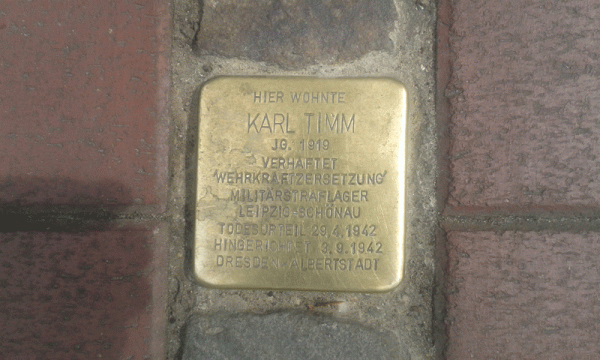 HIER WOHNTE
KARL TIMM
JG. 1919
VERHAFTET
'WEHRKRAFTZERSETZUNG'
MILITÄRSTRAFLAGER
LEIPZIG-SCHÖNAU
TODESURTEIL 29.4.1942
HINGERICHTET 3.9.1942
DRESDEN-ALBERTSTADT